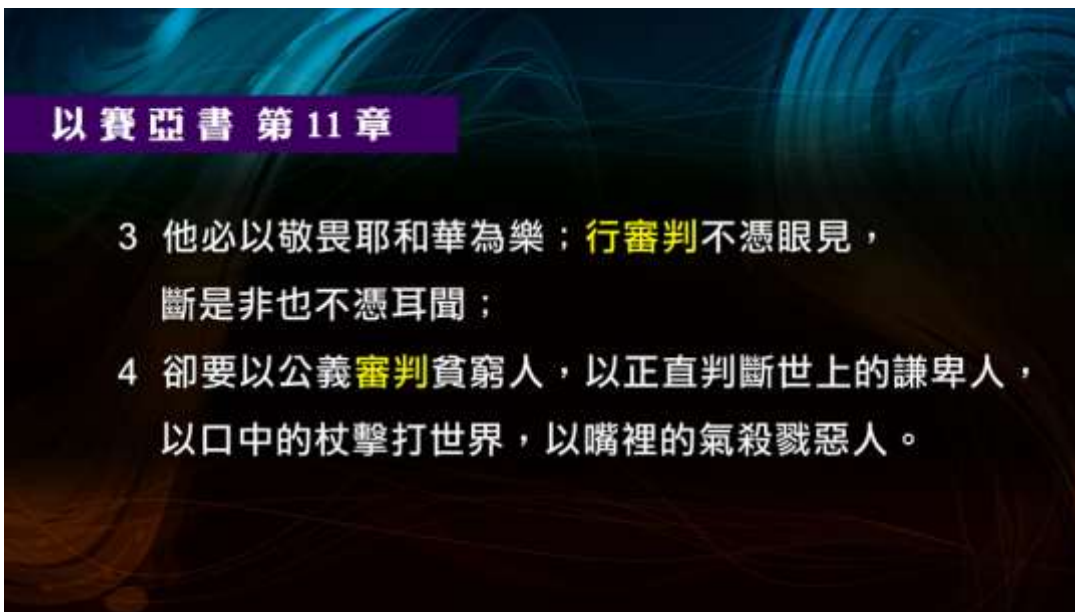 以賽亞書 第 11 章
3 他必以敬畏耶和華為樂；行審判不憑眼見，
斷是非也不憑耳聞；
4 卻要以公義審判貧窮人，以正直判斷世上的謙卑人，
以口中的杖擊打世界，以嘴裡的氣殺戮惡人。